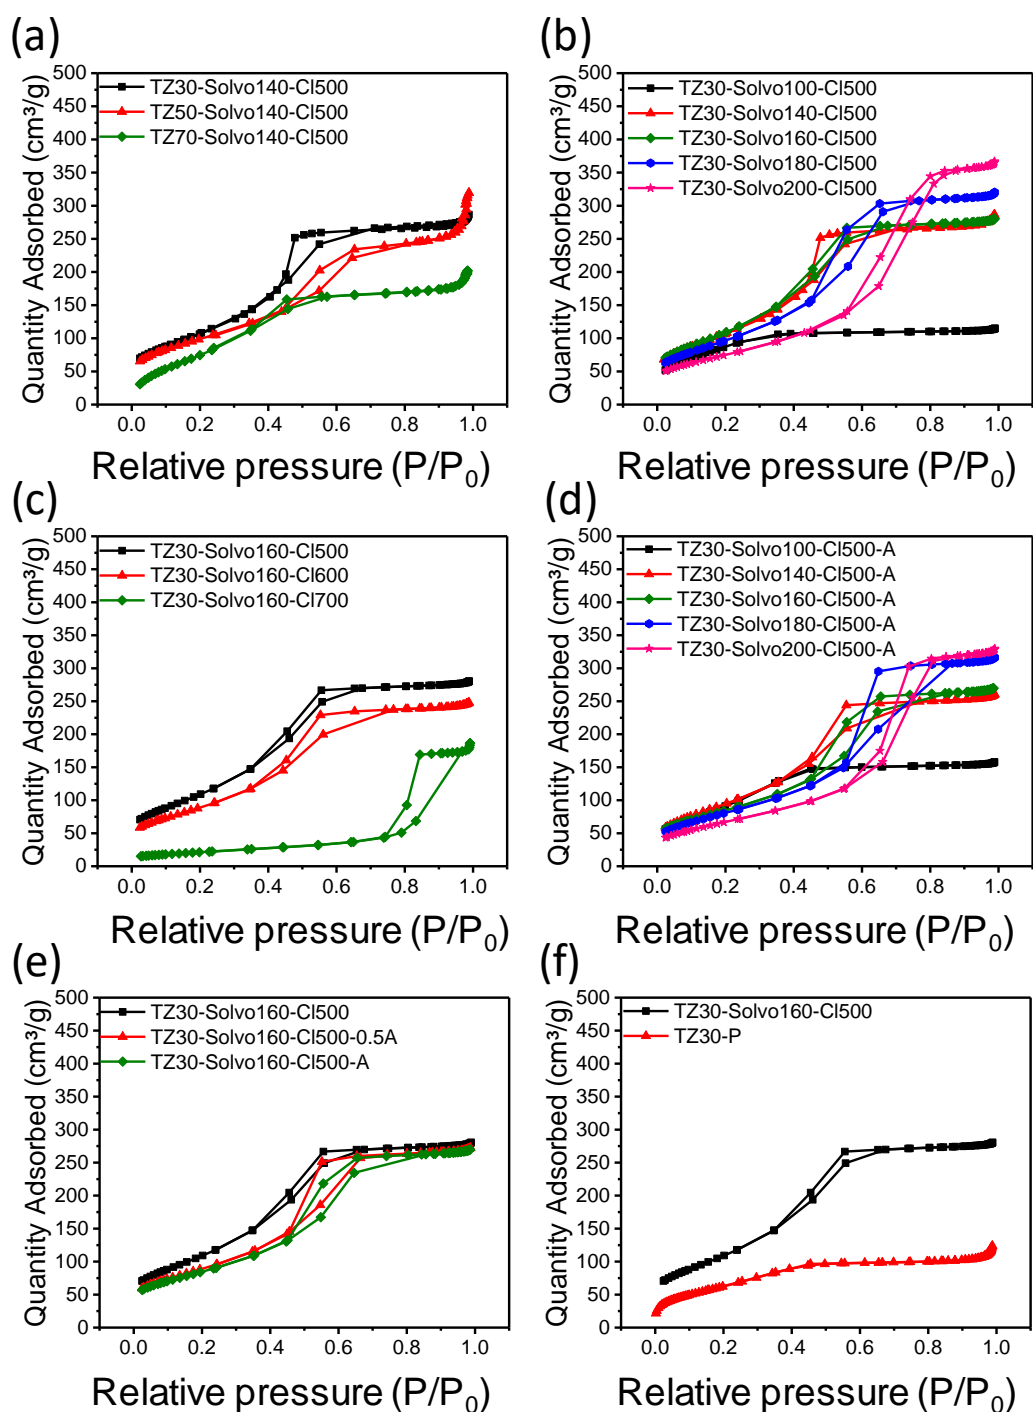 (a)
500
450
400
350
300
250
200
150
100
50
0
Quantity Adsorbed (cm³/g)
TZ30-Solvo140-Cl500
TZ50-Solvo140-Cl500
TZ70-Solvo140-Cl500
0.0 0.2 0.4 0.6 0.8 1.0
Relative pressure (P/P₀)
(b)
500
450
400
350
300
250
200
150
100
50
0
Quantity Adsorbed (cm³/g)
TZ30-Solvo100-Cl500
TZ30-Solvo140-Cl500
TZ30-Solvo160-Cl500
TZ30-Solvo180-Cl500
TZ30-Solvo200-Cl500
0.0 0.2 0.4 0.6 0.8 1.0
Relative pressure (P/P₀)
(c)
500
450
400
350
300
250
200
150
100
50
0
Quantity Adsorbed (cm³/g)
TZ30-Solvo160-Cl500
TZ30-Solvo160-Cl600
TZ30-Solvo160-Cl700
0.0 0.2 0.4 0.6 0.8 1.0
Relative pressure (P/P₀)
(d)
500
450
400
350
300
250
200
150
100
50
0
Quantity Adsorbed (cm³/g)
TZ30-Solvo100-Cl500-A
TZ30-Solvo140-Cl500-A
TZ30-Solvo160-Cl500-A
TZ30-Solvo180-Cl500-A
TZ30-Solvo200-Cl500-A
0.0 0.2 0.4 0.6 0.8 1.0
Relative pressure (P/P₀)
(e)
500
450
400
350
300
250
200
150
100
50
0
Quantity Adsorbed (cm³/g)
TZ30-Solvo160-Cl500
TZ30-Solvo160-Cl500-0.5A
TZ30-Solvo160-Cl500-A
0.0 0.2 0.4 0.6 0.8 1.0
Relative pressure (P/P₀)
(f)
500
450
400
350
300
250
200
150
100
50
0
Quantity Adsorbed (cm³/g)
TZ30-Solvo160-Cl500
TZ30-P
0.0 0.2 0.4 0.6 0.8 1.0
Relative pressure (P/P₀)